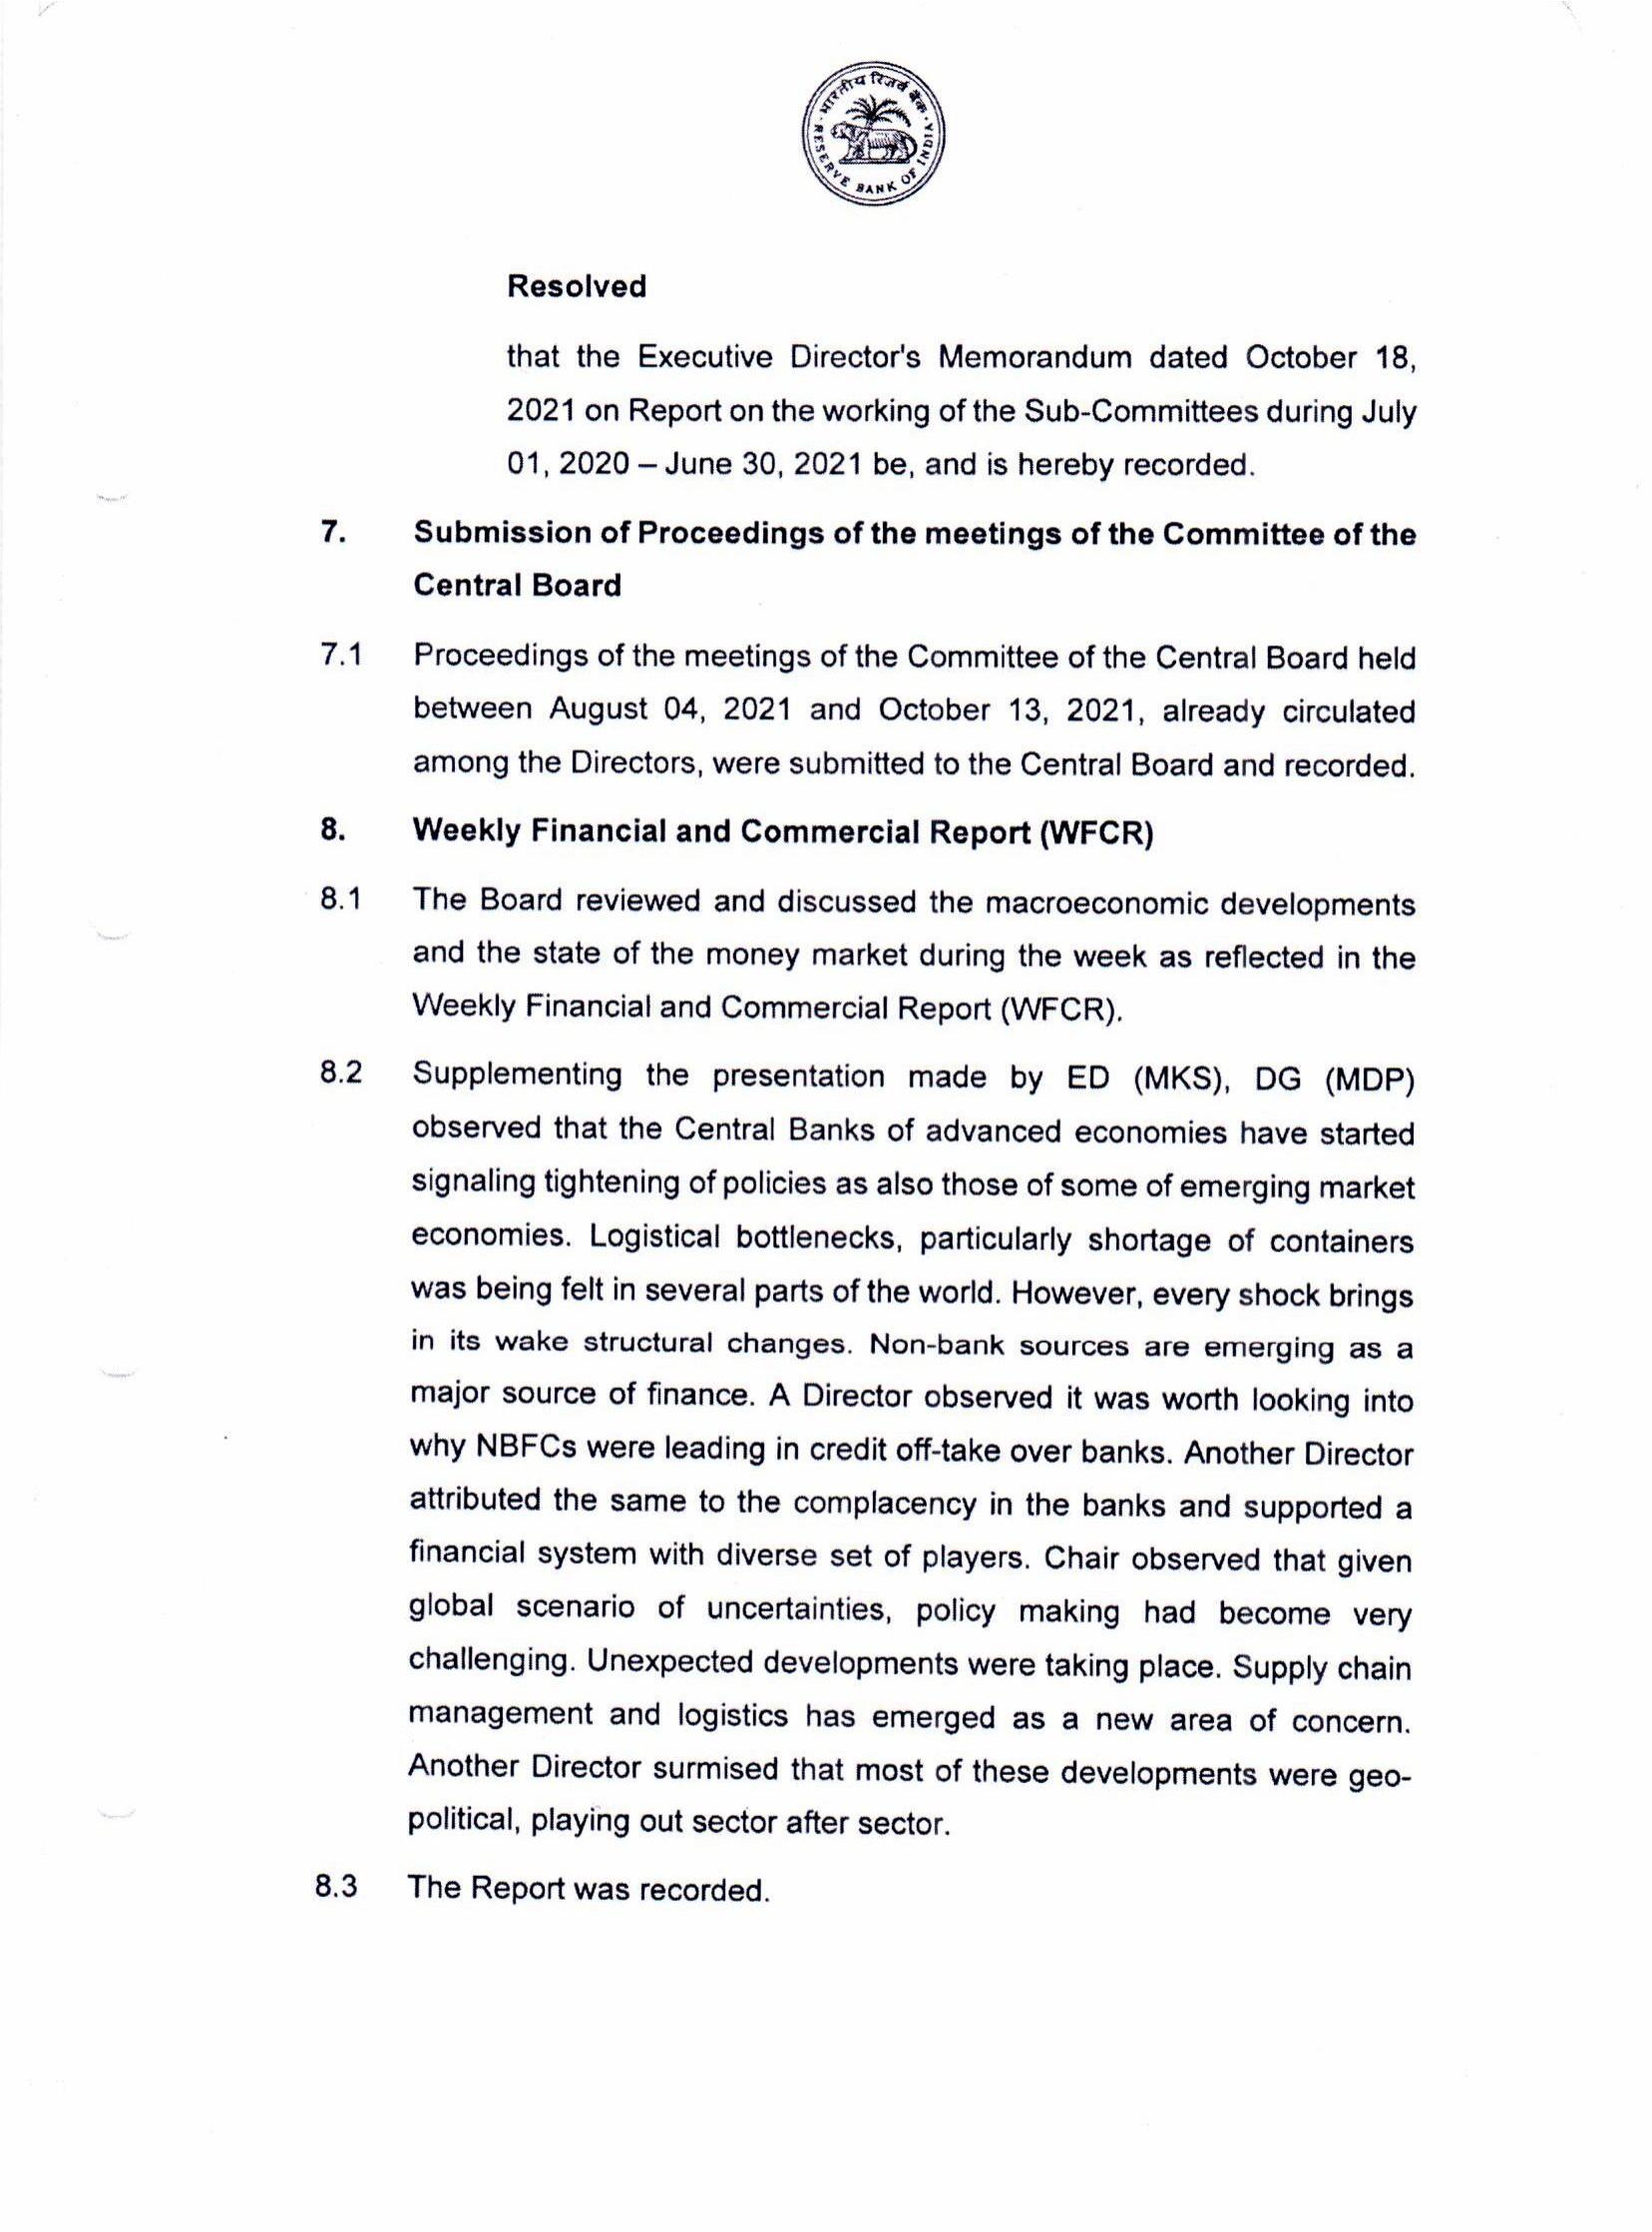 भारतीय रिज़र्व बैंक
RESERVE BANK OF INDIA
Resolved
that the Executive Director's Memorandum dated October 18,
2021 on Report on the working of the Sub-Committees during July
01, 2020 – June 30, 2021 be, and is hereby recorded.
7. Submission of Proceedings of the meetings of the Committee of the
Central Board
7.1 Proceedings of the meetings of the Committee of the Central Board held
between August 04, 2021 and October 13, 2021, already circulated
among the Directors, were submitted to the Central Board and recorded.
8. Weekly Financial and Commercial Report (WFCR)
8.1 The Board reviewed and discussed the macroeconomic developments
and the state of the money market during the week as reflected in the
Weekly Financial and Commercial Report (WFCR).
8.2 Supplementing the presentation made by ED (MKS), DG (MDP)
observed that the Central Banks of advanced economies have started
signaling tightening of policies as also those of some of emerging market
economies. Logistical bottlenecks, particularly shortage of containers
was being felt in several parts of the world. However, every shock brings
in its wake structural changes. Non-bank sources are emerging as a
major source of finance. A Director observed it was worth looking into
why NBFCs were leading in credit off-take over banks. Another Director
attributed the same to the complacency in the banks and supported a
financial system with diverse set of players. Chair observed that given
global scenario of uncertainties, policy making had become very
challenging. Unexpected developments were taking place. Supply chain
management and logistics has emerged as a new area of concern.
Another Director surmised that most of these developments were geo-
political, playing out sector after sector.
8.3 The Report was recorded.